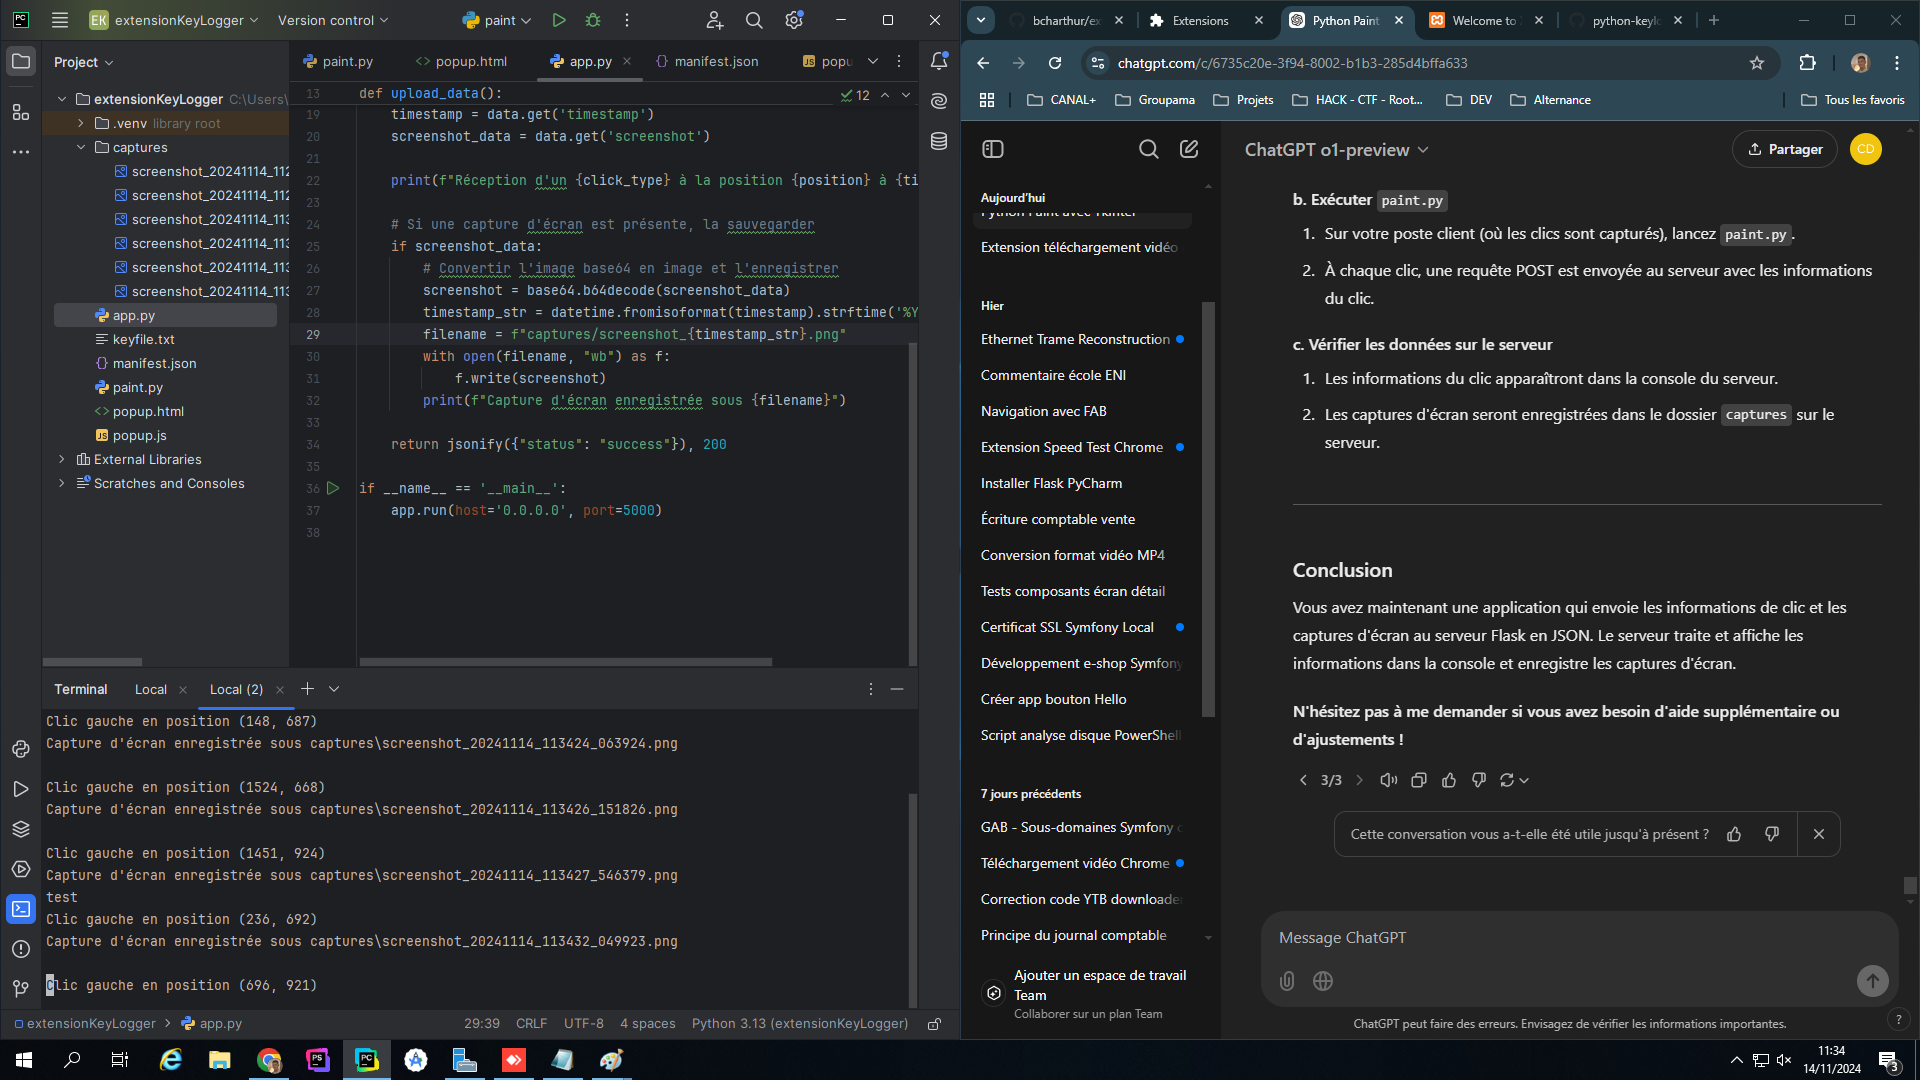 extensionKeyLogger
Version control
paint
Project
paint.py
popup.html
app.py
manifest.json
extensionKeyLogger C:\Users\
.venv library root
captures
screenshot_20241114_112
screenshot_20241114_112
screenshot_20241114_113
screenshot_20241114_113
screenshot_20241114_113
screenshot_20241114_113
app.py
keyfile.txt
manifest.json
paint.py
popup.html
popup.js
External Libraries
Scratches and Consoles
13 def upload_data():
12
19 timestamp = data.get('timestamp')
20 screenshot_data = data.get('screenshot')
21
22 print(f"Réception d'un {click_type} à la position {position} à {ti
23
24 # Si une capture d'écran est présente, la sauvegarder
25 if screenshot_data:
26 # Convertir l'image base64 en image et l'enregistrer
27 screenshot = base64.b64decode(screenshot_data)
28 timestamp_str = datetime.fromisoformat(timestamp).strftime('%Y
29 filename = f"captures/screenshot_{timestamp_str}.png"
30 with open(filename, "wb") as f:
31 f.write(screenshot)
32 print(f"Capture d'écran enregistrée sous {filename}")
33
34 return jsonify({"status": "success"}), 200
35
36 if __name__ == '__main__':
37 app.run(host='0.0.0.0', port=5000)
38
Terminal
Local
Local (2)
Clic gauche en position (148, 687)
Capture d'écran enregistrée sous captures\screenshot_20241114_113424_063924.png
Clic gauche en position (1524, 668)
Capture d'écran enregistrée sous captures\screenshot_20241114_113426_151826.png
Clic gauche en position (1451, 924)
Capture d'écran enregistrée sous captures\screenshot_20241114_113427_546379.png
test
Clic gauche en position (236, 692)
Capture d'écran enregistrée sous captures\screenshot_20241114_113432_049923.png
Clic gauche en position (696, 921)
extensionKeyLogger > app.py
29:39
CRLF
UTF-8
4 spaces
Python 3.13 (extensionKeyLogger)
bcharthur/ex
Extensions
Python Paint
Welcome to
python-keylo
chatgpt.com/c/6735c20e-3f94-8002-b1b3-285d4bffa633
CANAL+
Groupama
Projets
HACK - CTF - Root...
DEV
Alternance
Tous les favoris
ChatGPT o1-preview
Partager
CD
Aujourd'hui
Python Paint avec Tkinter
Extension téléchargement vidéo
Hier
Ethernet Trame Reconstruction
Commentaire école ENI
Navigation avec FAB
Extension Speed Test Chrome
Installer Flask PyCharm
Écriture comptable vente
Conversion format vidéo MP4
Tests composants écran détail
Certificat SSL Symfony Local
Développement e-shop Symfony
Créer app bouton Hello
Script analyse disque PowerShell
7 jours précédents
GAB - Sous-domaines Symfony
Téléchargement vidéo Chrome
Correction code YTB downloader
Principe du journal comptable
Ajouter un espace de travail
Team
Collaborer sur un plan Team
b. Exécuter paint.py
1. Sur votre poste client (où les clics sont capturés), lancez paint.py.
2. À chaque clic, une requête POST est envoyée au serveur avec les informations
du clic.
c. Vérifier les données sur le serveur
1. Les informations du clic apparaîtront dans la console du serveur.
2. Les captures d'écran seront enregistrées dans le dossier captures sur le
serveur.
Conclusion
Vous avez maintenant une application qui envoie les informations de clic et les
captures d'écran au serveur Flask en JSON. Le serveur traite et affiche les
informations dans la console et enregistre les captures d'écran.
N'hésitez pas à me demander si vous avez besoin d'aide supplémentaire ou
d'ajustements !
3/3
Cette conversation vous a-t-elle été utile jusqu'à présent ?
Message ChatGPT
ChatGPT peut faire des erreurs. Envisagez de vérifier les informations importantes.
?
11:34
14/11/2024
3